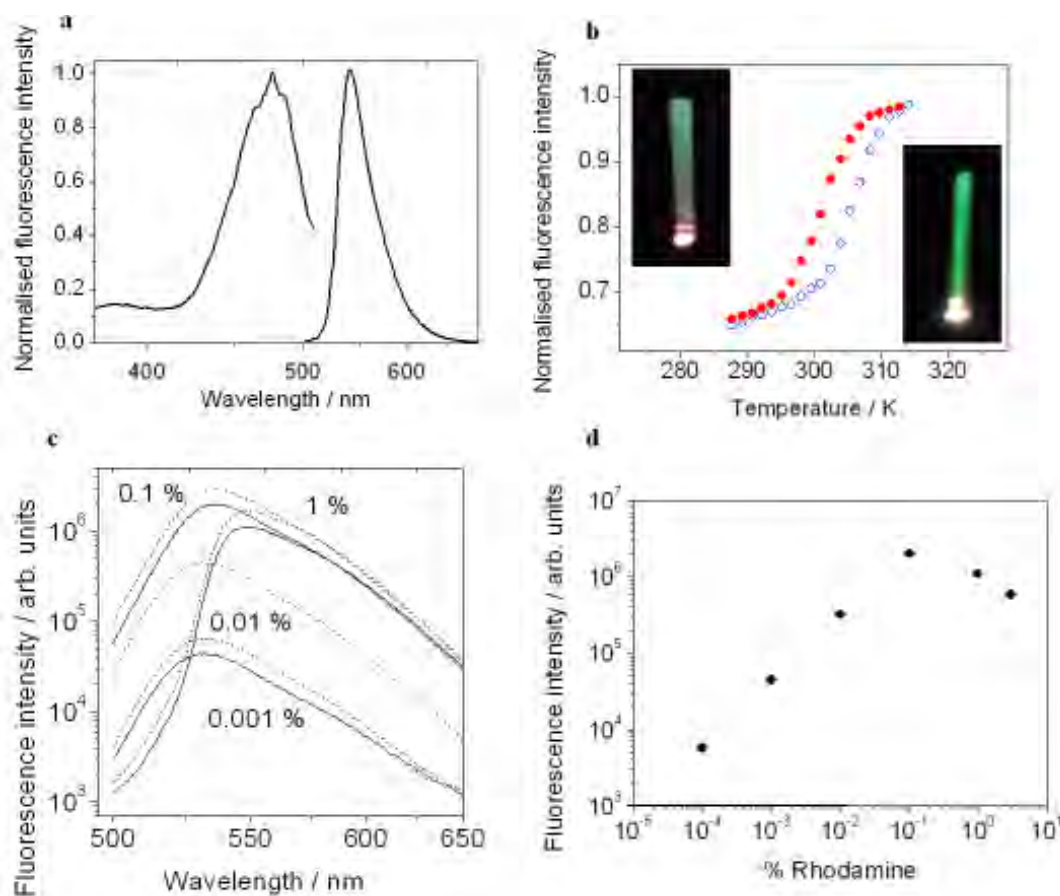 a
Normalised fluorescence intensity
1.0
0.8
0.6
0.4
0.2
0.0
400 500 600
Wavelength / nm
b
Normalised fluorescence intensity
1.0
0.9
0.8
0.7
280 290 300 310 320
Temperature / K
c
Fluorescence intensity / arb. units
10⁶
10⁵
10⁴
10³
0.1 %
1 %
0.01 %
0.001 %
500 550 600 650
Wavelength / nm
d
Fluorescence intensity / arb. units
10⁷
10⁶
10⁵
10⁴
10³
10⁻⁵ 10⁻⁴ 10⁻³ 10⁻² 10⁻¹ 10⁰ 10¹
% Rhodamine